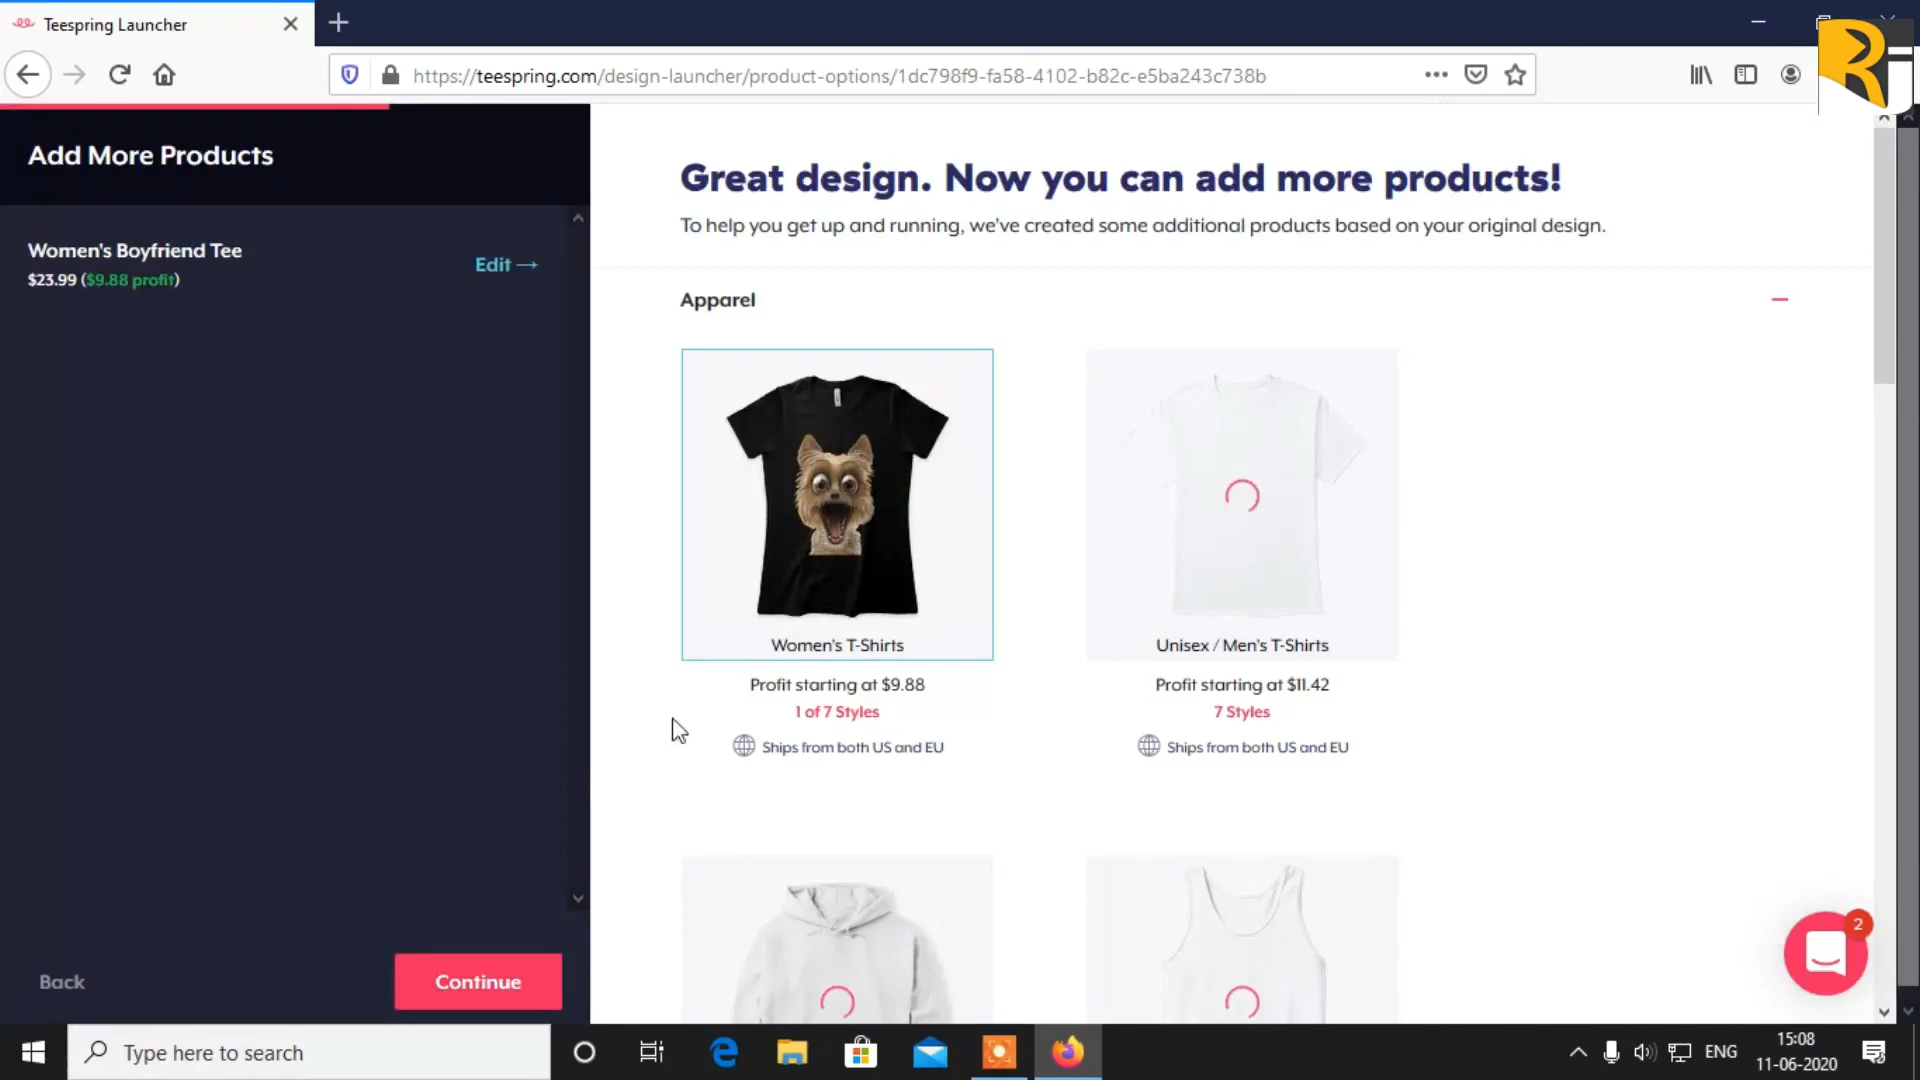 Teespring Launcher
https://teespring.com/design-launcher/product-options/1dc798f9-fa58-4102-b82c-e5ba243c738b
Add More Products
Women's Boyfriend Tee
$23.99 ($9.88 profit)
Edit →
Back
Continue
Great design. Now you can add more products!
To help you get up and running, we've created some additional products based on your original design.
Apparel
Women's T-Shirts
Profit starting at $9.88
1 of 7 Styles
Ships from both US and EU
Unisex / Men's T-Shirts
Profit starting at $11.42
7 Styles
Ships from both US and EU
2
Type here to search
ENG
15:08
11-06-2020